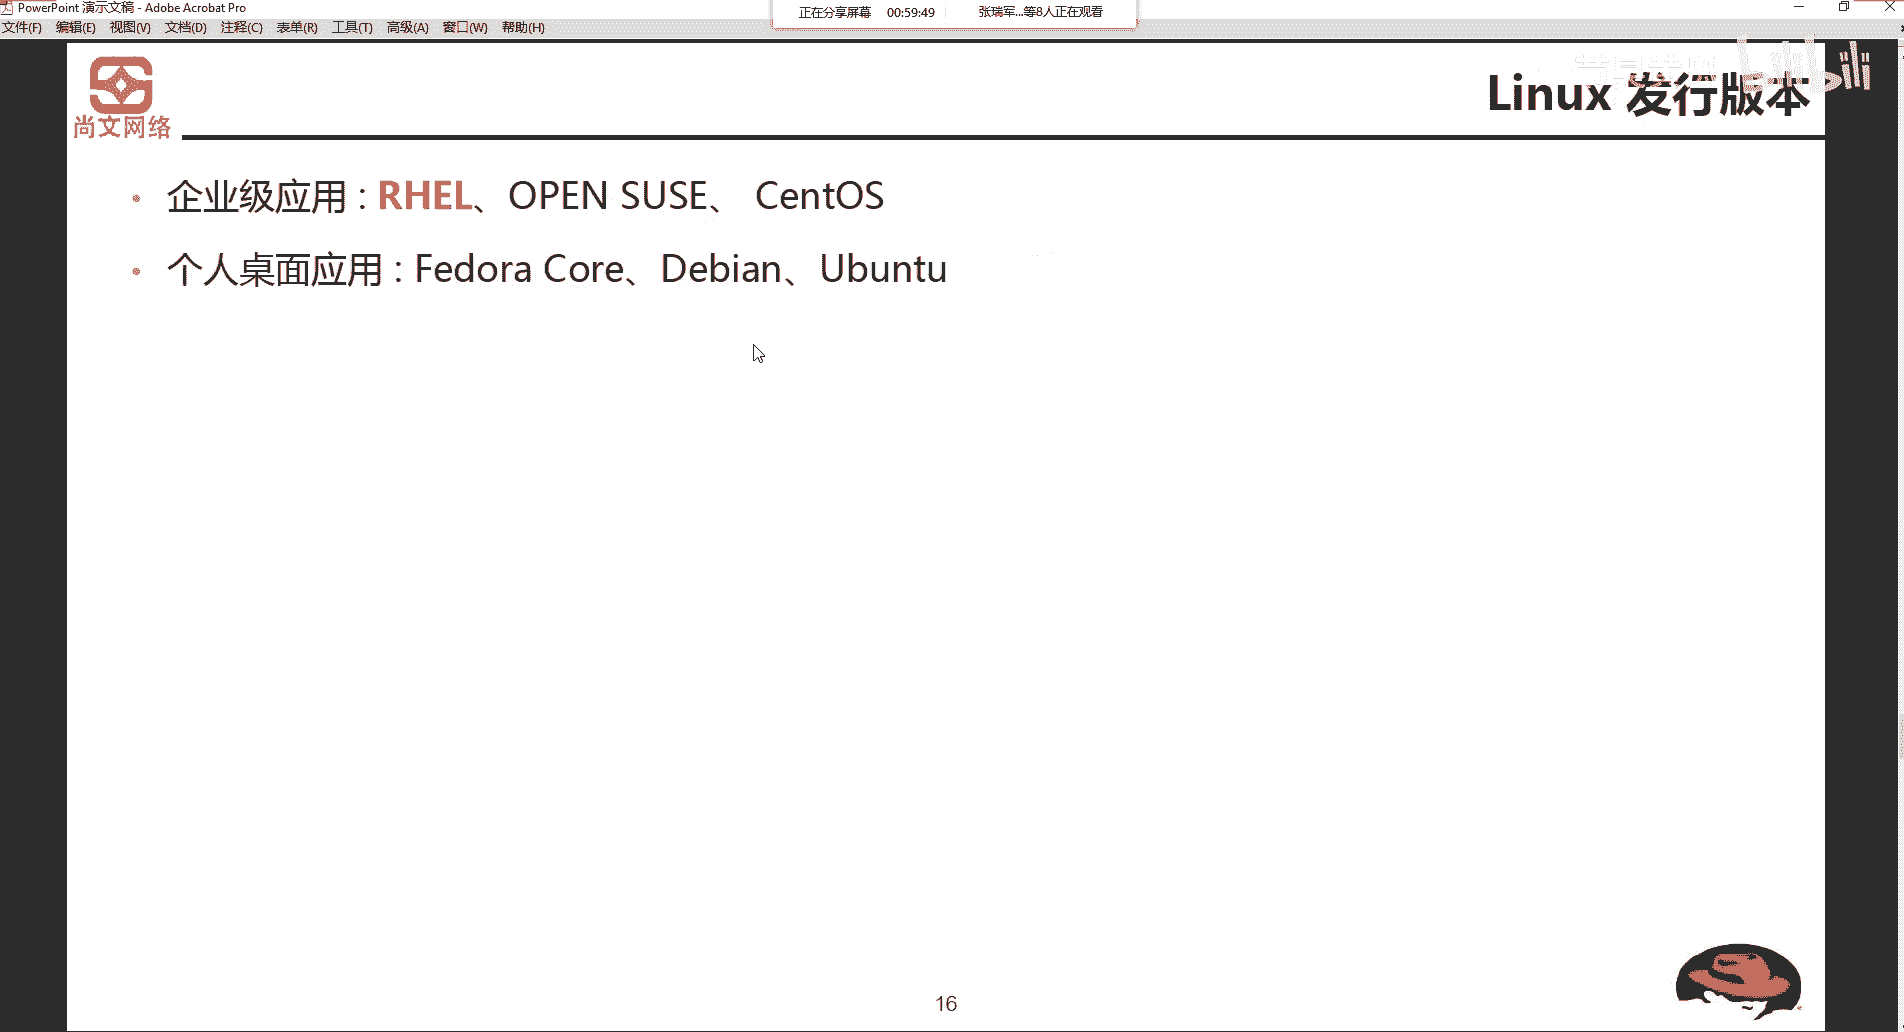 PowerPoint 演示文稿 - Adobe Acrobat Pro
正在分享屏幕 00:59:49 张瑞军...等8人正在观看
文件(F) 编辑(E) 视图(V) 文档(D) 注释(C) 表单(R) 工具(T) 高级(A) 窗口(W) 帮助(H)
尚文网络
bilibili
Linux 发行版本
• 企业级应用：RHEL、OPEN SUSE、 CentOS
• 个人桌面应用：Fedora Core、Debian、Ubuntu
16